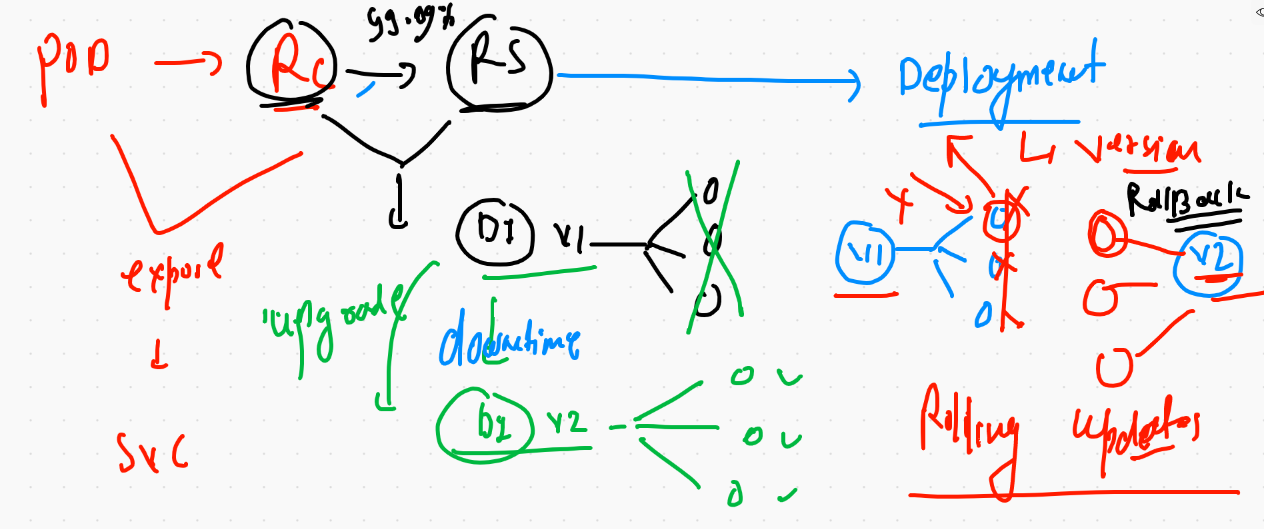 POD
Rc
99.99%
RS
Deployment
version
RollBack
expose
svc
upgrade
D1 v1
downtime
D1 v2
V1
V2
Rolling updates